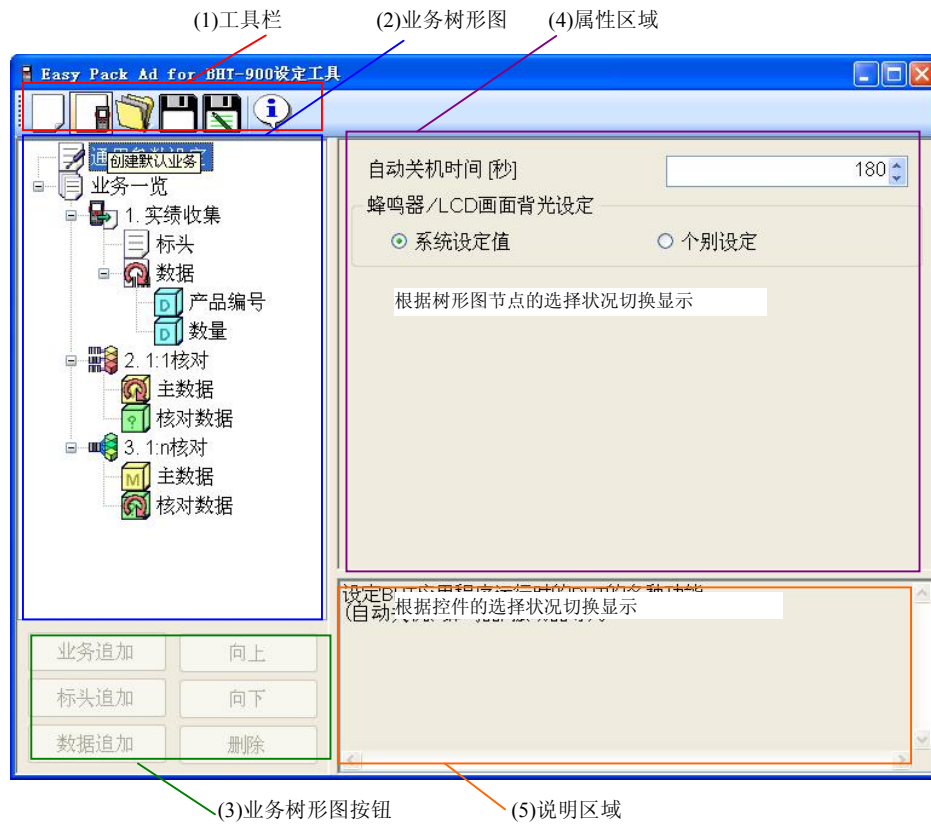 (1)工具栏
(2)业务树形图
(4)属性区域
Easy Pack Ad for BHT-900设定工具
创建默认业务
业务一览
1. 实绩收集
标头
数据
产品编号
数量
2. 1:1核对
主数据
核对数据
3. 1:n核对
主数据
核对数据
自动关机时间 [秒]
180
蜂鸣器/LCD画面背光设定
系统设定值
个别设定
根据树形图节点的选择状况切换显示
根据控件的选择状况切换显示
业务追加
向上
标头追加
向下
数据追加
删除
(3)业务树形图按钮
(5)说明区域